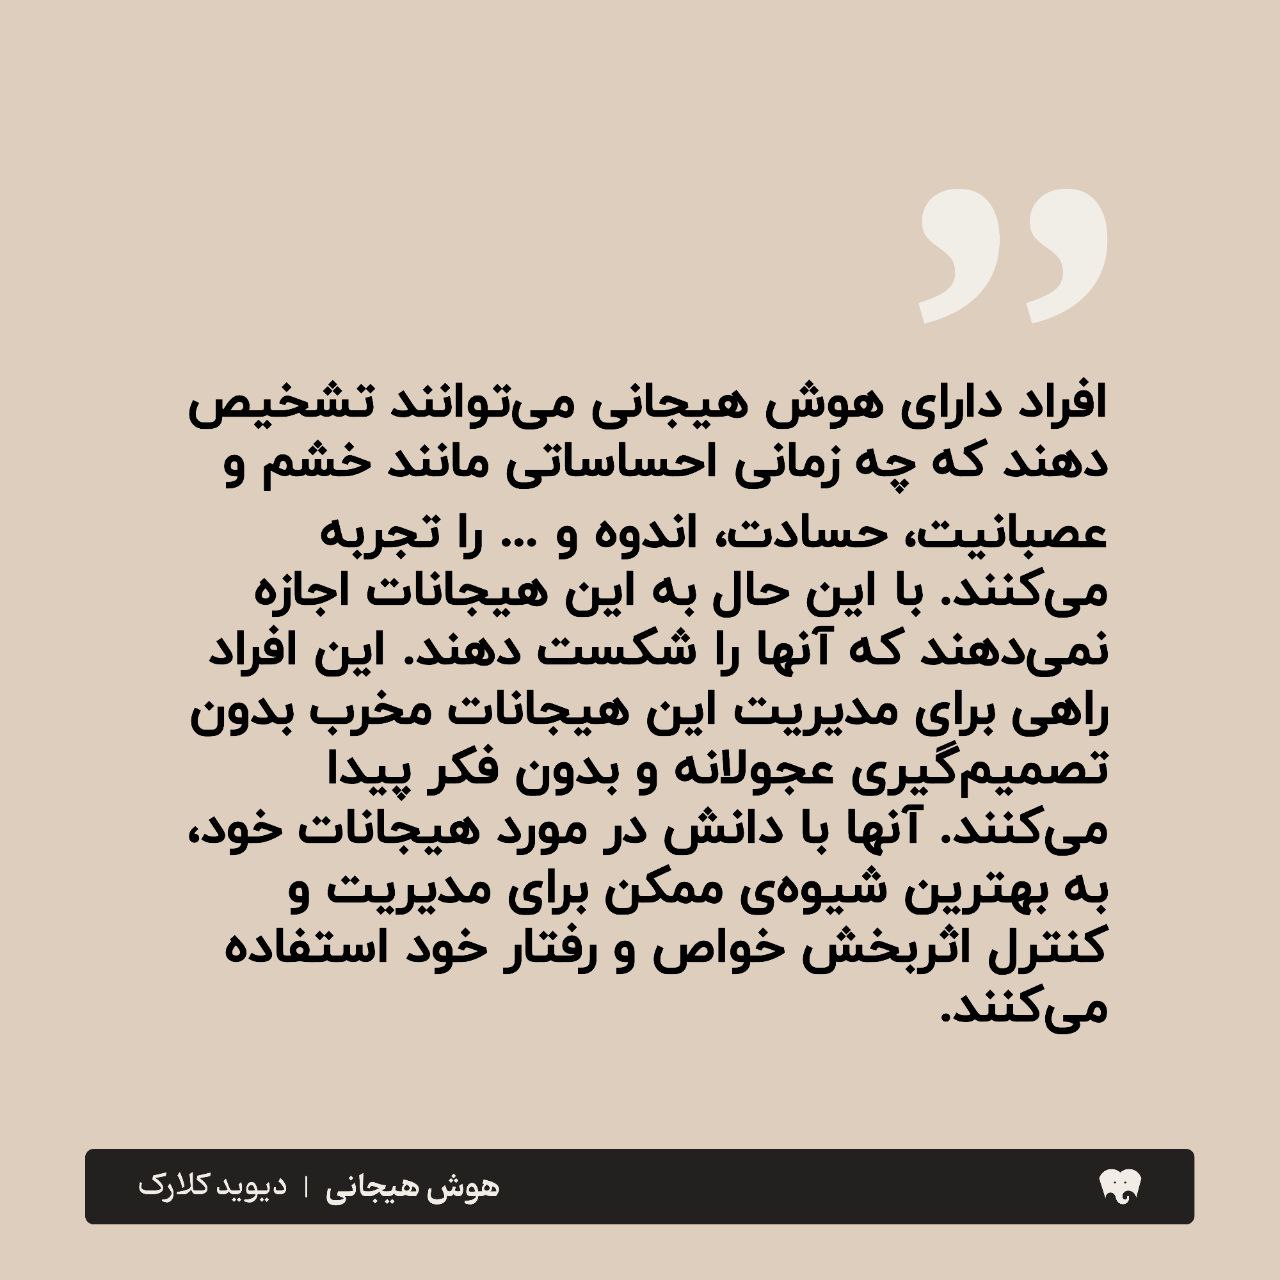 افراد دارای هوش هیجانی می‌توانند تشخیص
دهند که چه زمانی احساساتی مانند خشم و
عصبانیت، حسادت، اندوه و ... را تجربه
می‌کنند. با این حال به این هیجانات اجازه
نمی‌دهند که آنها را شکست دهند. این افراد
راهی برای مدیریت این هیجانات مخرب بدون
تصمیم‌گیری عجولانه و بدون فکر پیدا
می‌کنند. آنها با دانش در مورد هیجانات خود،
به بهترین شیوه‌ی ممکن برای مدیریت و
کنترل اثربخش خواص و رفتار خود استفاده
می‌کنند.
هوش هیجانی | دیوید کلارک